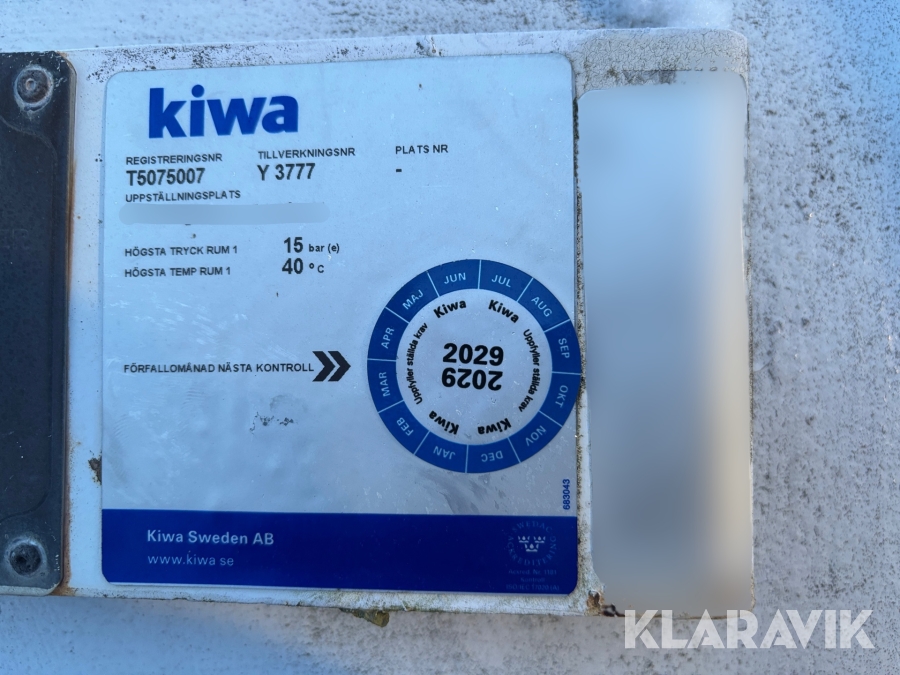 kiwa
REGISTRERINGSNR TILLVERKNINGSNR PLATS NR
T5075007 Y 3777 -
UPPSTÄLLNINGSPLATS
HÖGSTA TRYCK RUM 1 15 bar (e)
HÖGSTA TEMP RUM 1 40 °C
FÖRFALLOMÅNAD NÄSTA KONTROLL
JAN FEB MAR APR MAJ JUN JUL AUG SEP OKT NOV DEC
Kiwa Kiwa
Uppfyller ställda krav
2029
2029
Uppfyller ställda krav
Kiwa Kiwa
683043
Kiwa Sweden AB
www.kiwa.se
SWEDAC
ACKREDITERING
KLARAVIK